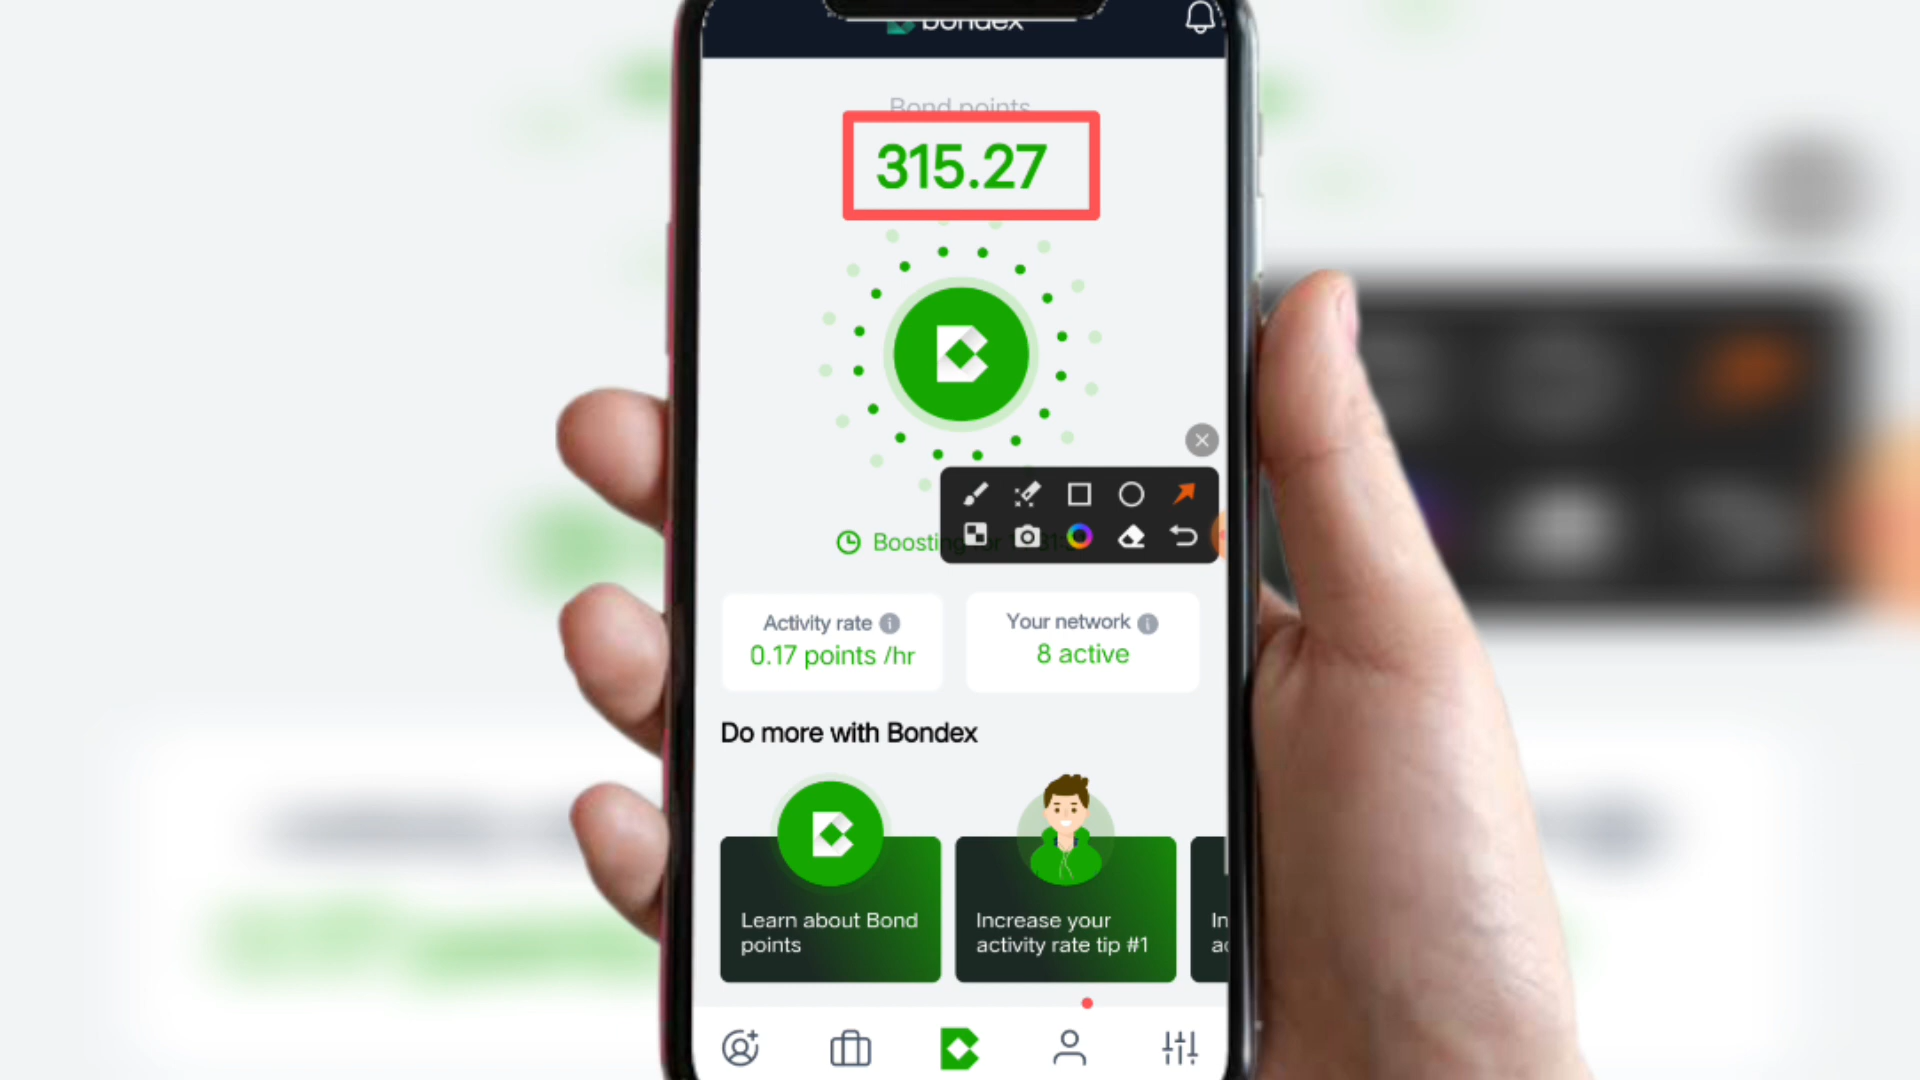 bondex
Bond points
315.27
Boosting
Activity rate
0.17 points /hr
Your network
8 active
Do more with Bondex
Learn about Bond
points
Increase your
activity rate tip #1
In